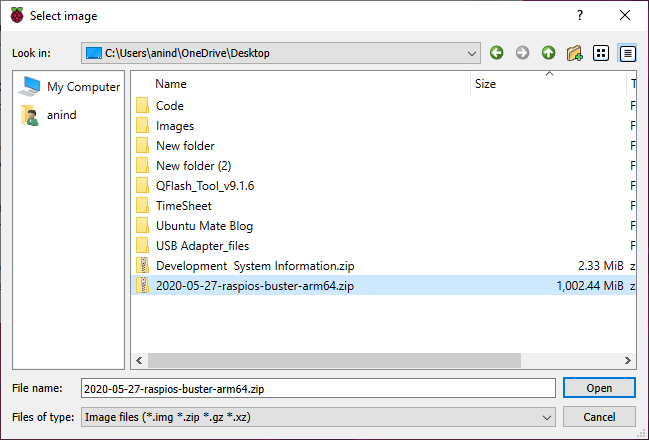 Select image
Look in: C:\Users\anind\OneDrive\Desktop
My Computer
anind
Name Size T
Code F
Images F
New folder F
New folder (2) F
QFlash_Tool_v9.1.6 F
TimeSheet F
Ubuntu Mate Blog F
USB Adapter_files F
Development System Information.zip 2.33 MiB z
2020-05-27-raspios-buster-arm64.zip 1,002.44 MiB z
File name: 2020-05-27-raspios-buster-arm64.zip Open
Files of type: Image files (*.img *.zip *.gz *.xz) Cancel